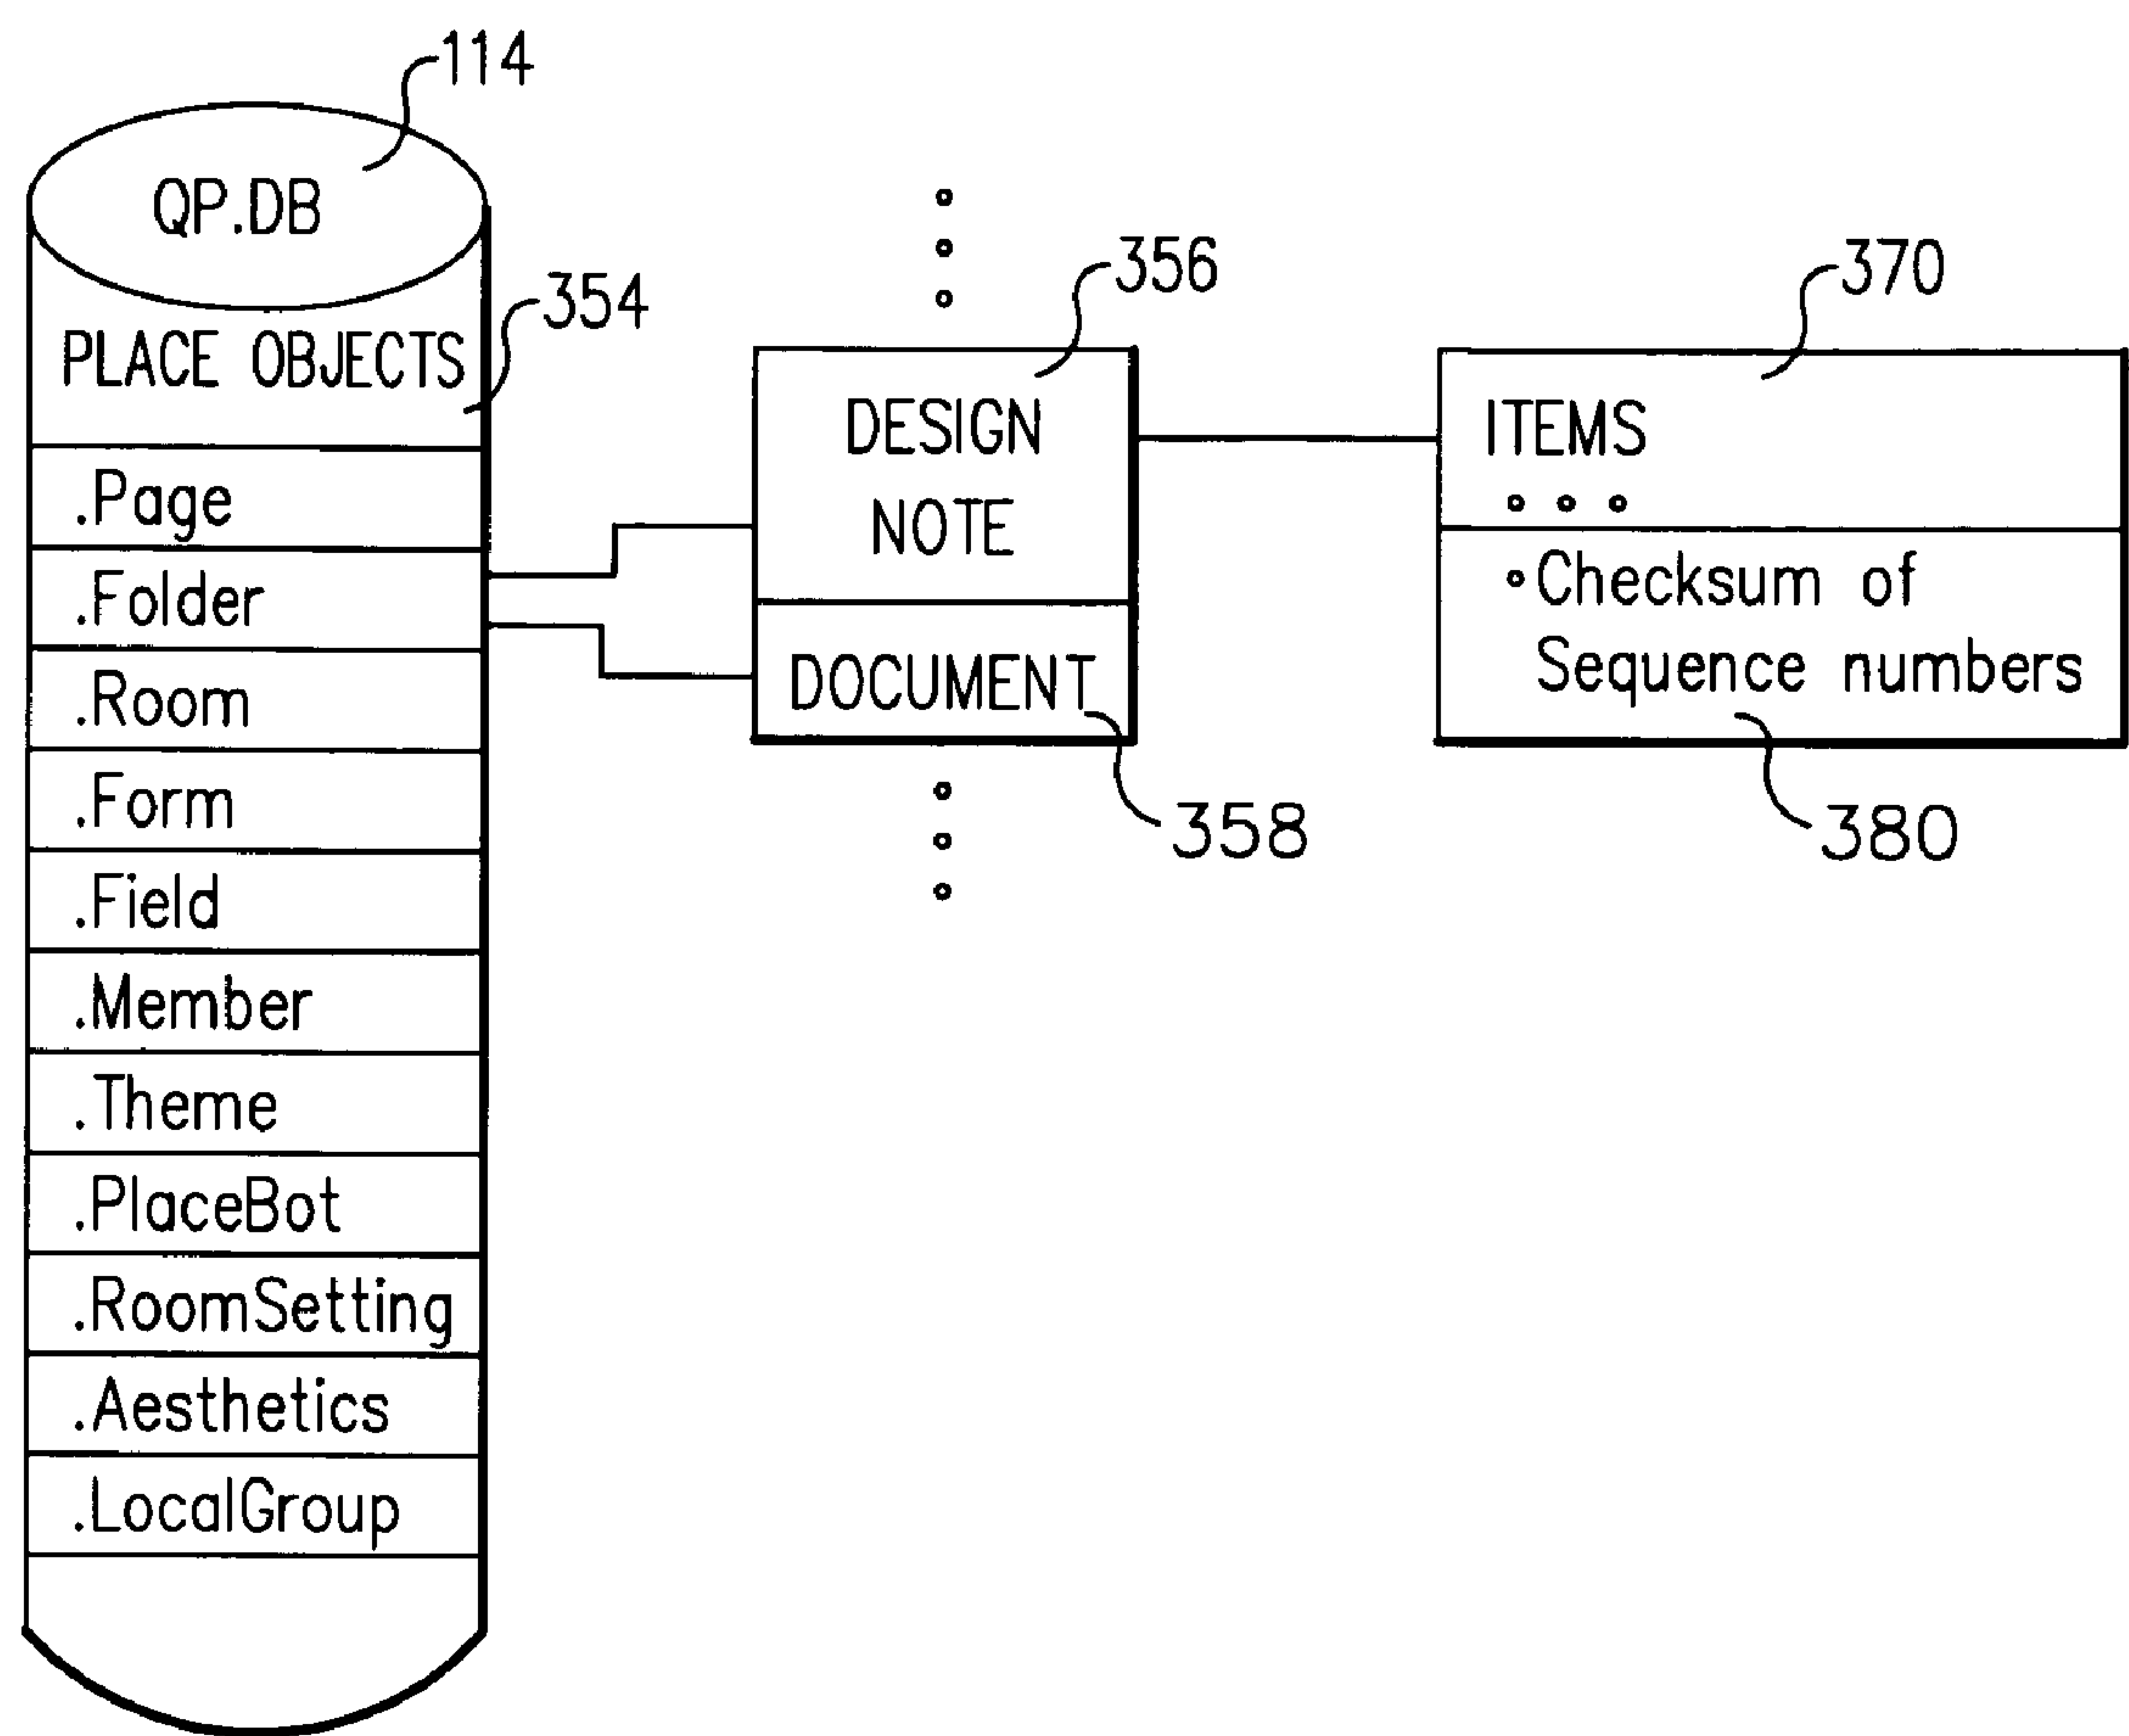 114
QP.DB
354
PLACE OBJECTS
.Page
.Folder
.Room
.Form
.Field
.Member
.Theme
.PlaceBot
.RoomSetting
.Aesthetics
.LocalGroup
356
DESIGN
NOTE
DOCUMENT
358
370
ITEMS
Checksum of
Sequence numbers
380